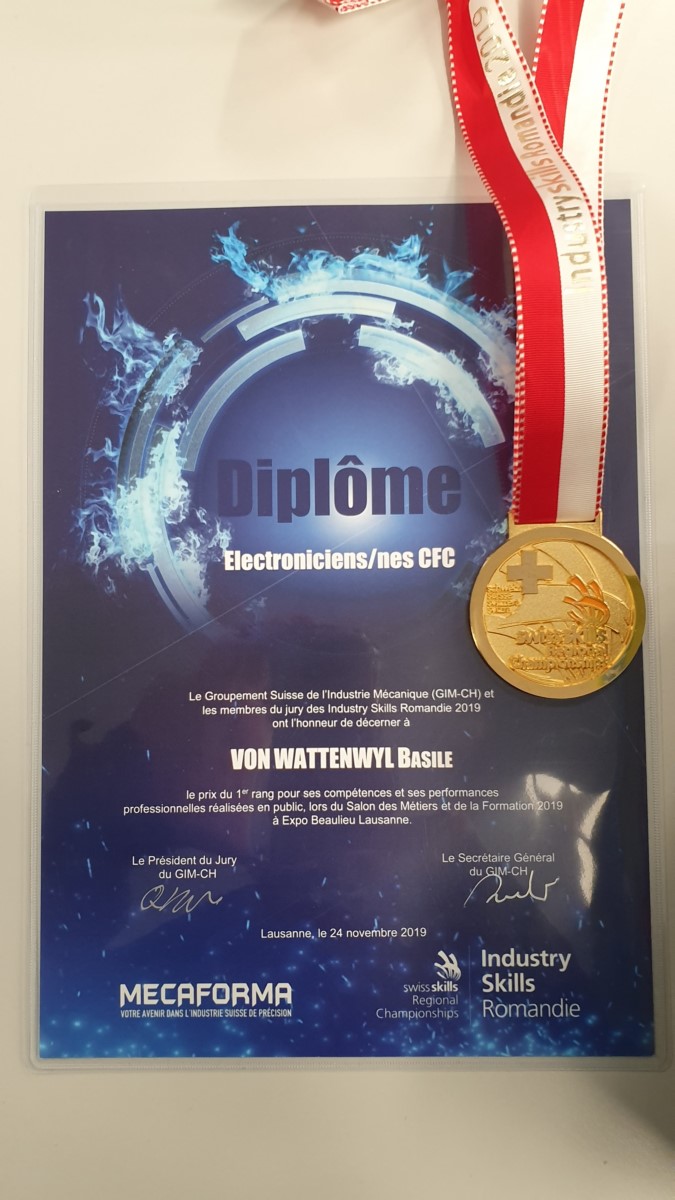 Industryskills Romandie 2019
Diplôme
Electroniciens/nes CFC
swiss skills
Regional
Championships
Le Groupement Suisse de l'Industrie Mécanique (GIM-CH) et
les membres du jury des Industry Skills Romandie 2019
ont l'honneur de décerner à
VON WATTENWYL BASILE
le prix du 1er rang pour ses compétences et ses performances
professionnelles réalisées en public, lors du Salon des Métiers et de la Formation 2019
à Expo Beaulieu Lausanne.
Le Président du Jury
du GIM-CH
Le Secrétaire Général
du GIM-CH
Lausanne, le 24 novembre 2019
MECAFORMA
VOTRE AVENIR DANS L'INDUSTRIE SUISSE DE PRÉCISION
swiss skills
Regional
Championships
Industry
Skills
Romandie